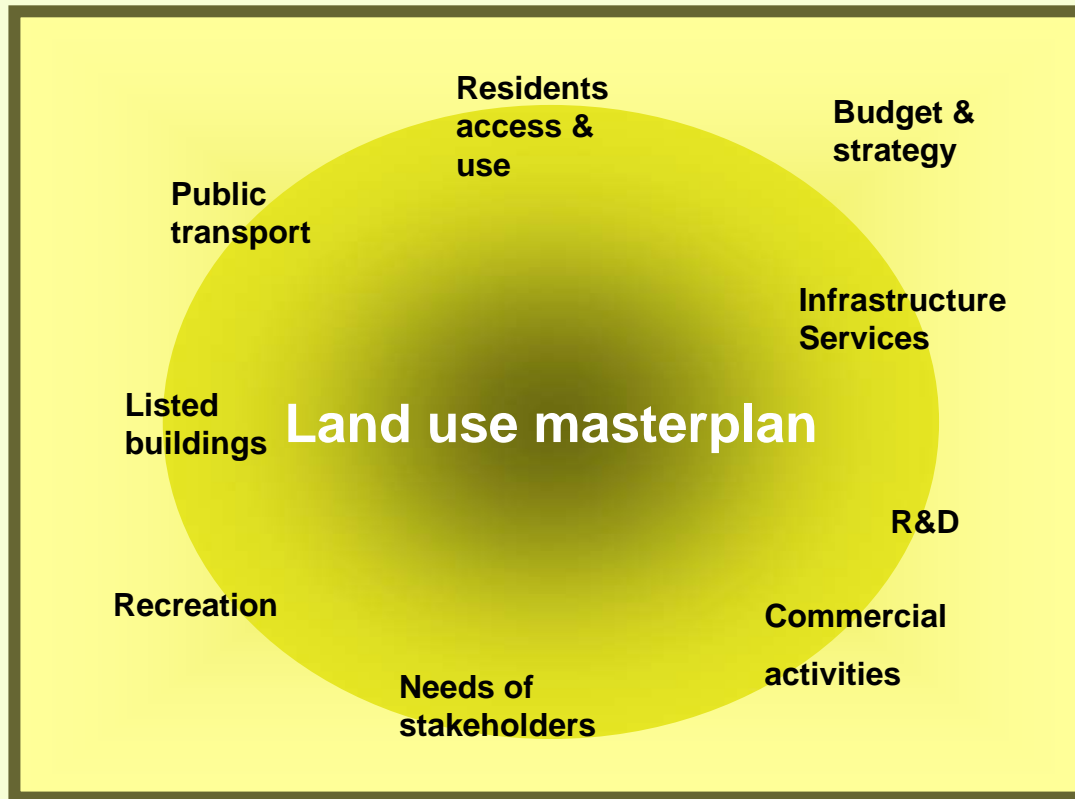 Residents
access &
use
Budget &
strategy
Public
transport
Infrastructure
Services
Listed
buildings
Land use masterplan
R&D
Recreation
Commercial
activities
Needs of
stakeholders